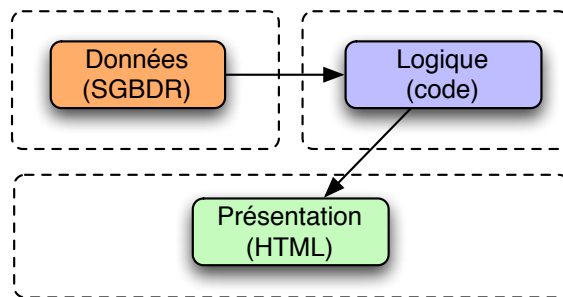 Données
(SGBDR)
Logique
(code)
Présentation
(HTML)